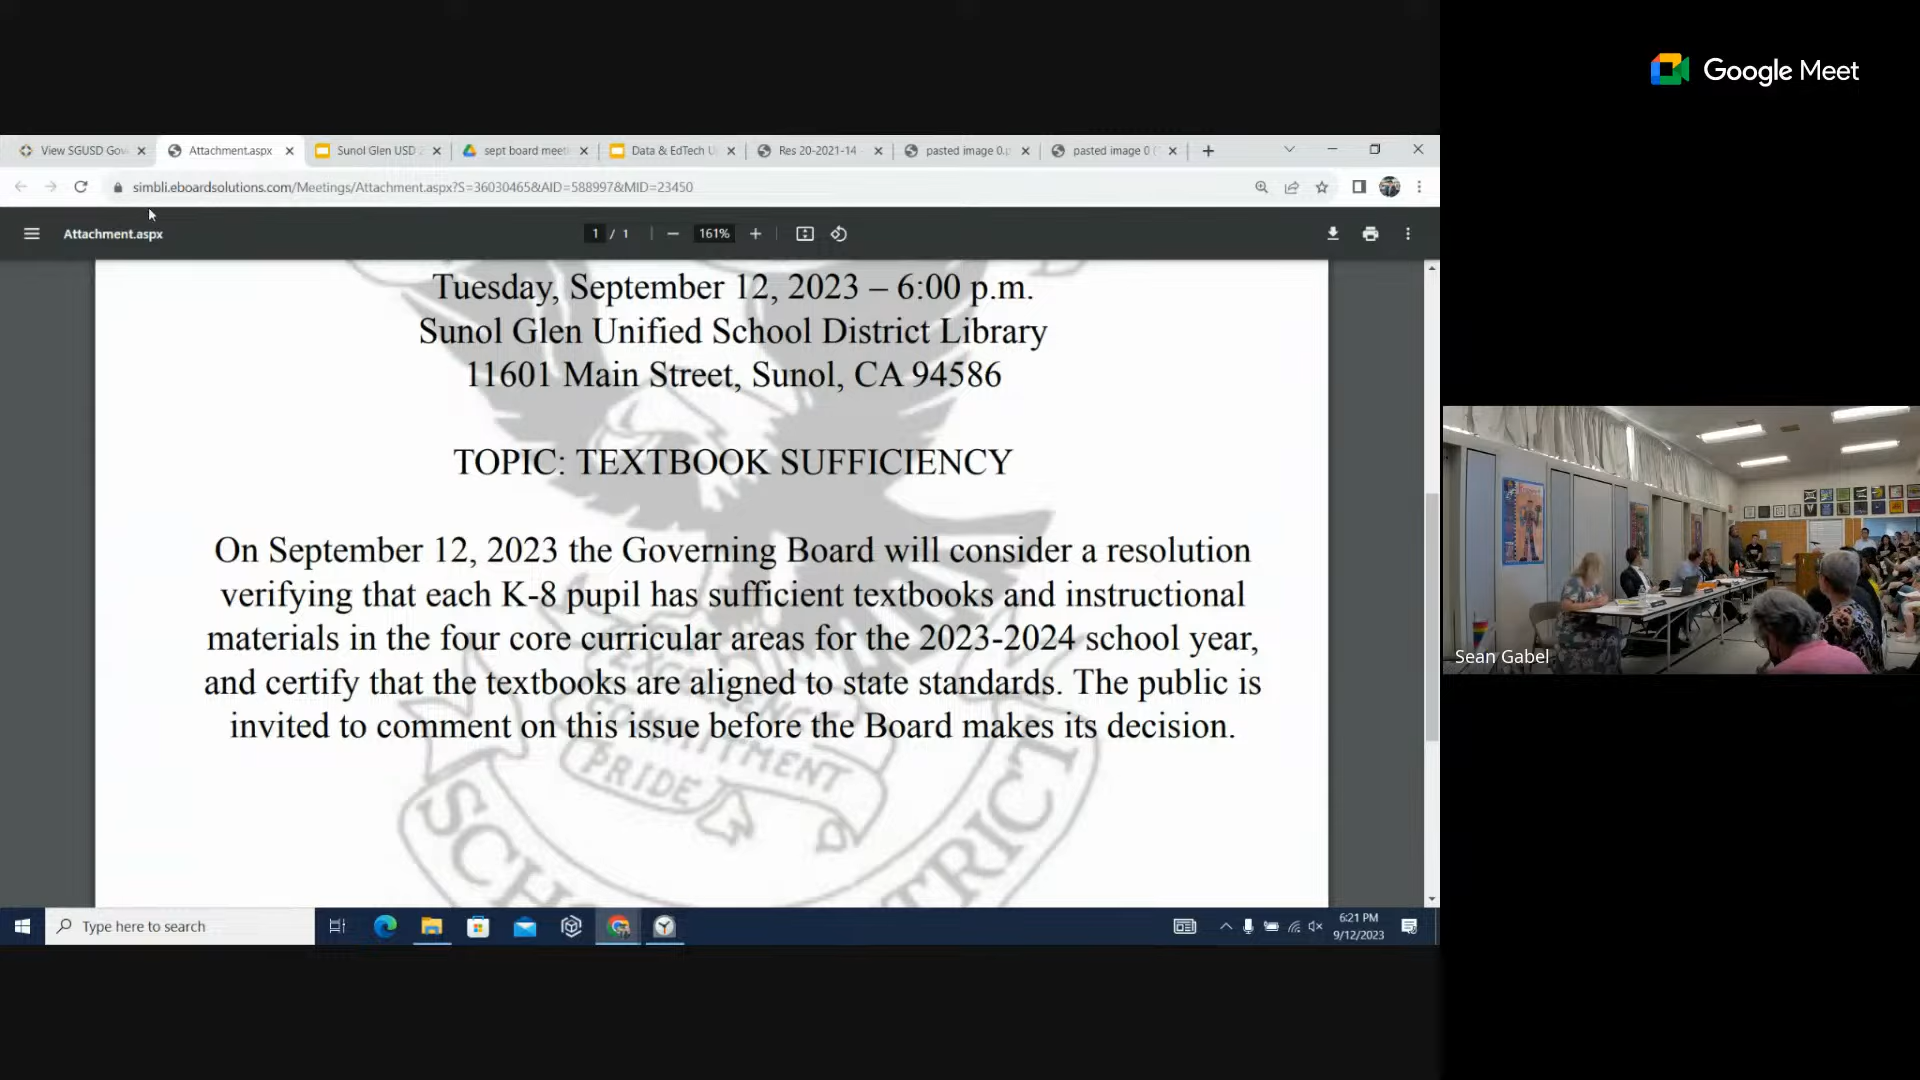 Google Meet
View SGUSD Gov
Attachment.aspx
Sunol Glen USD 2
sept board meeti
Data & EdTech U
Res 20-2021-14
pasted image 0.p
pasted image 0 (
simbli.eboardsolutions.com/Meetings/Attachment.aspx?S=36030465&AID=588997&MID=23450
Attachment.aspx
1 / 1
161%
Tuesday, September 12, 2023 – 6:00 p.m.
Sunol Glen Unified School District Library
11601 Main Street, Sunol, CA 94586
TOPIC: TEXTBOOK SUFFICIENCY
On September 12, 2023 the Governing Board will consider a resolution
verifying that each K-8 pupil has sufficient textbooks and instructional
materials in the four core curricular areas for the 2023-2024 school year,
and certify that the textbooks are aligned to state standards. The public is
invited to comment on this issue before the Board makes its decision.
EXCELLENCE
COMMITMENT
PRIDE
Sean Gabel
Type here to search
6:21 PM
9/12/2023